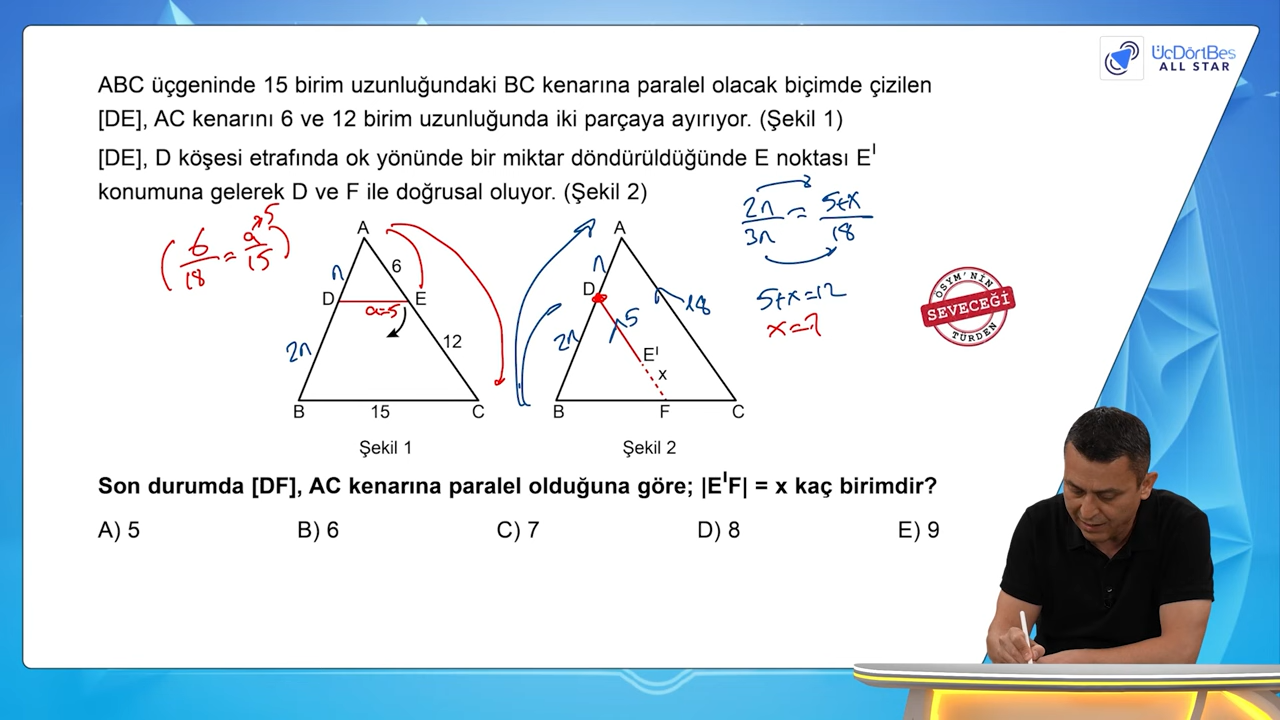 ÜçDörtBeş
ALL STAR
ABC üçgeninde 15 birim uzunluğundaki BC kenarına paralel olacak biçimde çizilen
[DE], AC kenarını 6 ve 12 birim uzunluğunda iki parçaya ayırıyor. (Şekil 1)
[DE], D köşesi etrafında ok yönünde bir miktar döndürüldüğünde E noktası E'
konumuna gelerek D ve F ile doğrusal oluyor. (Şekil 2)
(6/18 = a/15) 5
A
n
6
D
E
a=5
2n
12
B
15
C
Şekil 1
A
n
D
18
5
2n
E'
x
B
F
C
Şekil 2
2n/3n = 5+x/18
5+x=12
x=7
ÖSYM'NİN
SEVECEĞİ
TÜRDEN
Son durumda [DF], AC kenarına paralel olduğuna göre; |E'F| = x kaç birimdir?
A) 5 B) 6 C) 7 D) 8 E) 9